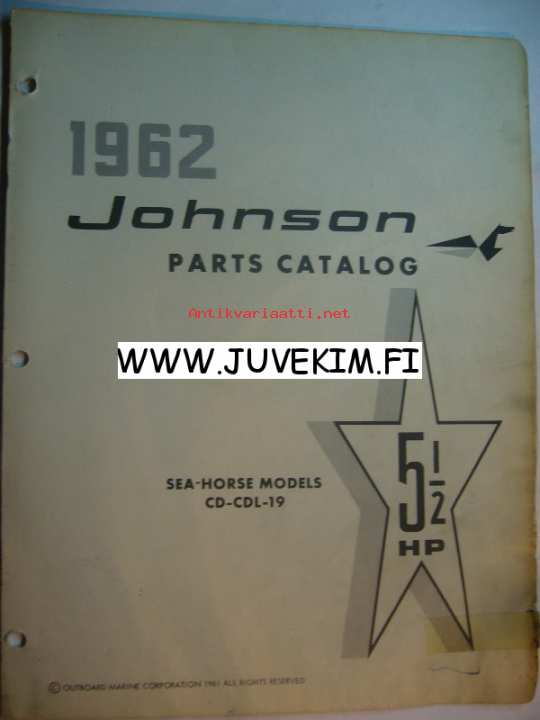 1962
Johnson
PARTS CATALOG
Antikvariaatti.net
WWW.JUVEKIM.FI
SEA-HORSE MODELS
CD-CDL-19
5 1/2
HP
© OUTBOARD MARINE CORPORATION 1961 ALL RIGHTS RESERVED